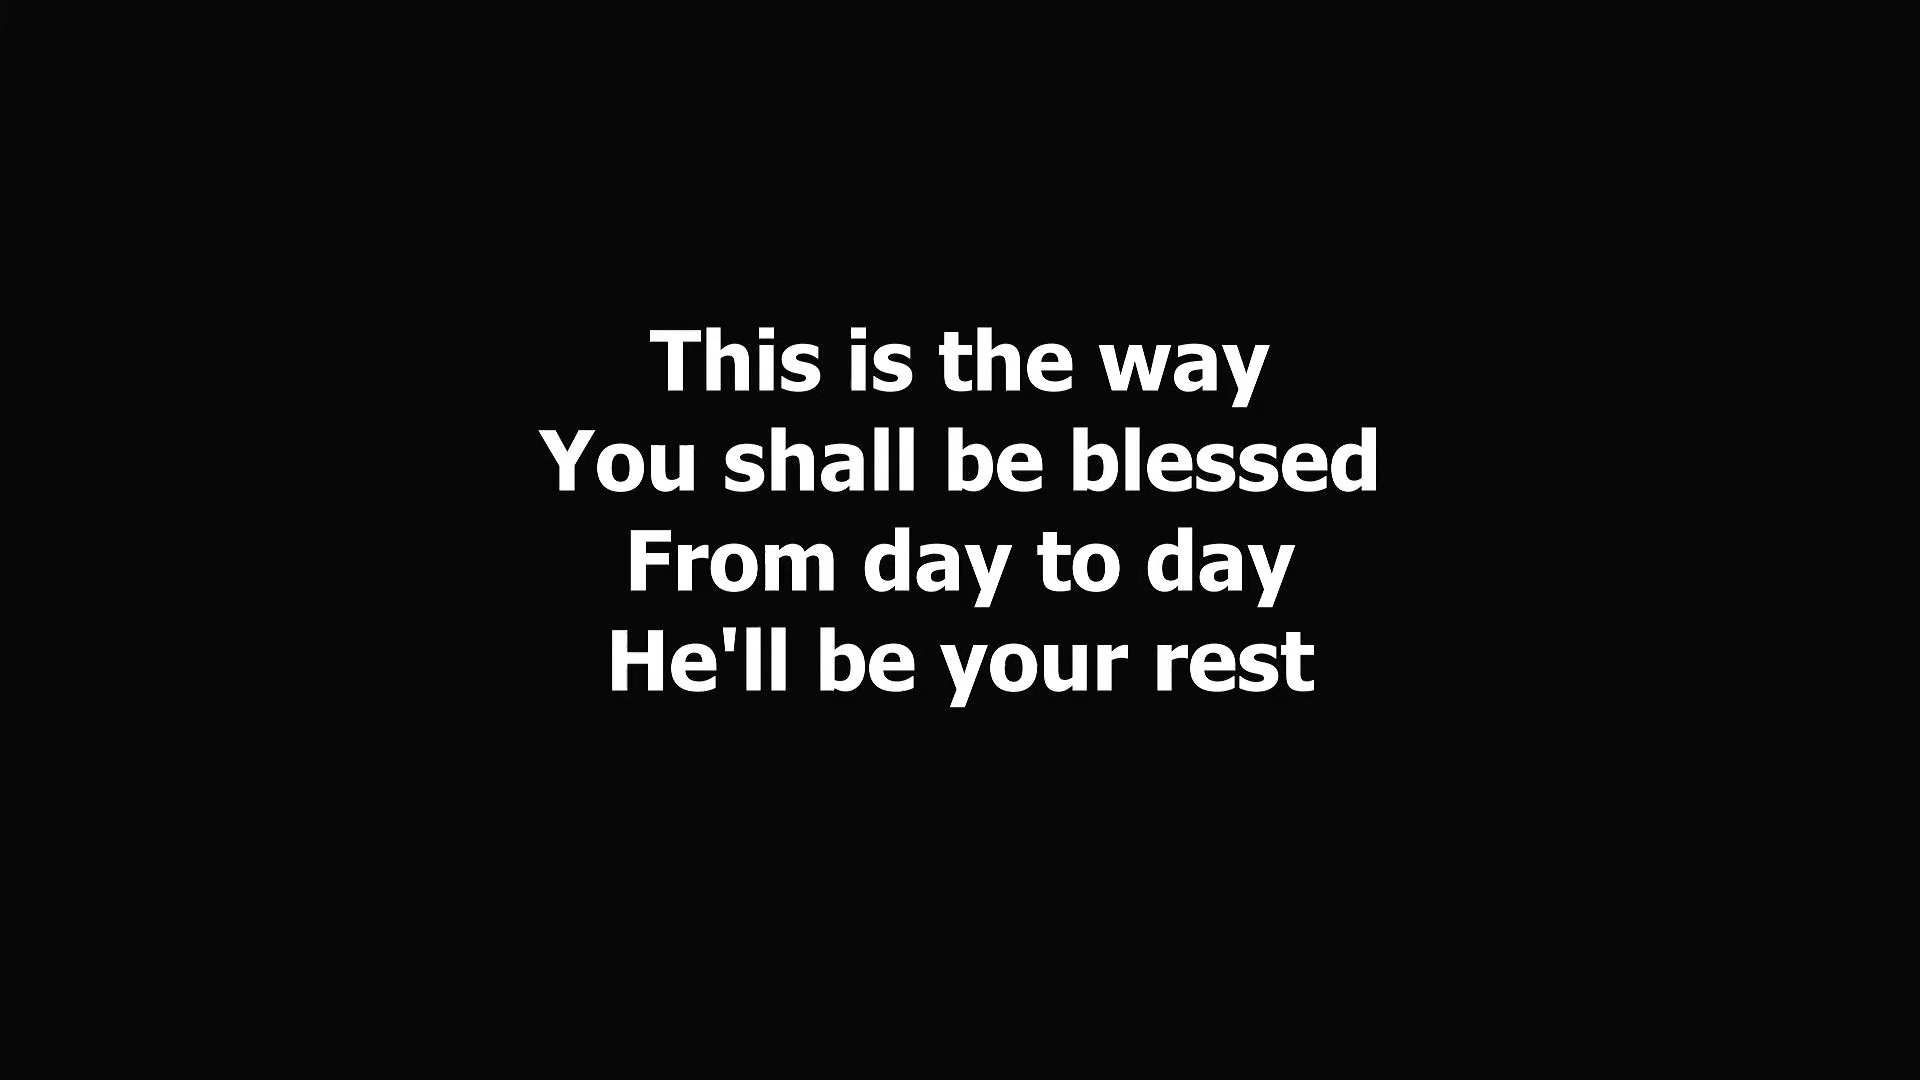 This is the way
You shall be blessed
From day to day
He'll be your rest